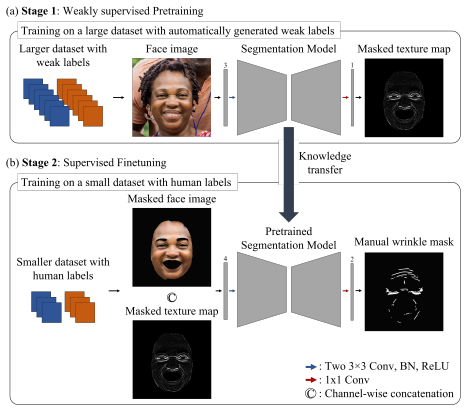 (a) Stage 1: Weakly supervised Pretraining
Training on a large dataset with automatically generated weak labels
Larger dataset with
weak labels
Face image
Segmentation Model
Masked texture map
3
1
Knowledge
transfer
(b) Stage 2: Supervised Finetuning
Training on a small dataset with human labels
Masked face image
Smaller dataset with
human labels
Pretrained
Segmentation Model
Manual wrinkle mask
4
2
©
Masked texture map
: Two 3×3 Conv, BN, ReLU
: 1x1 Conv
©: Channel-wise concatenation